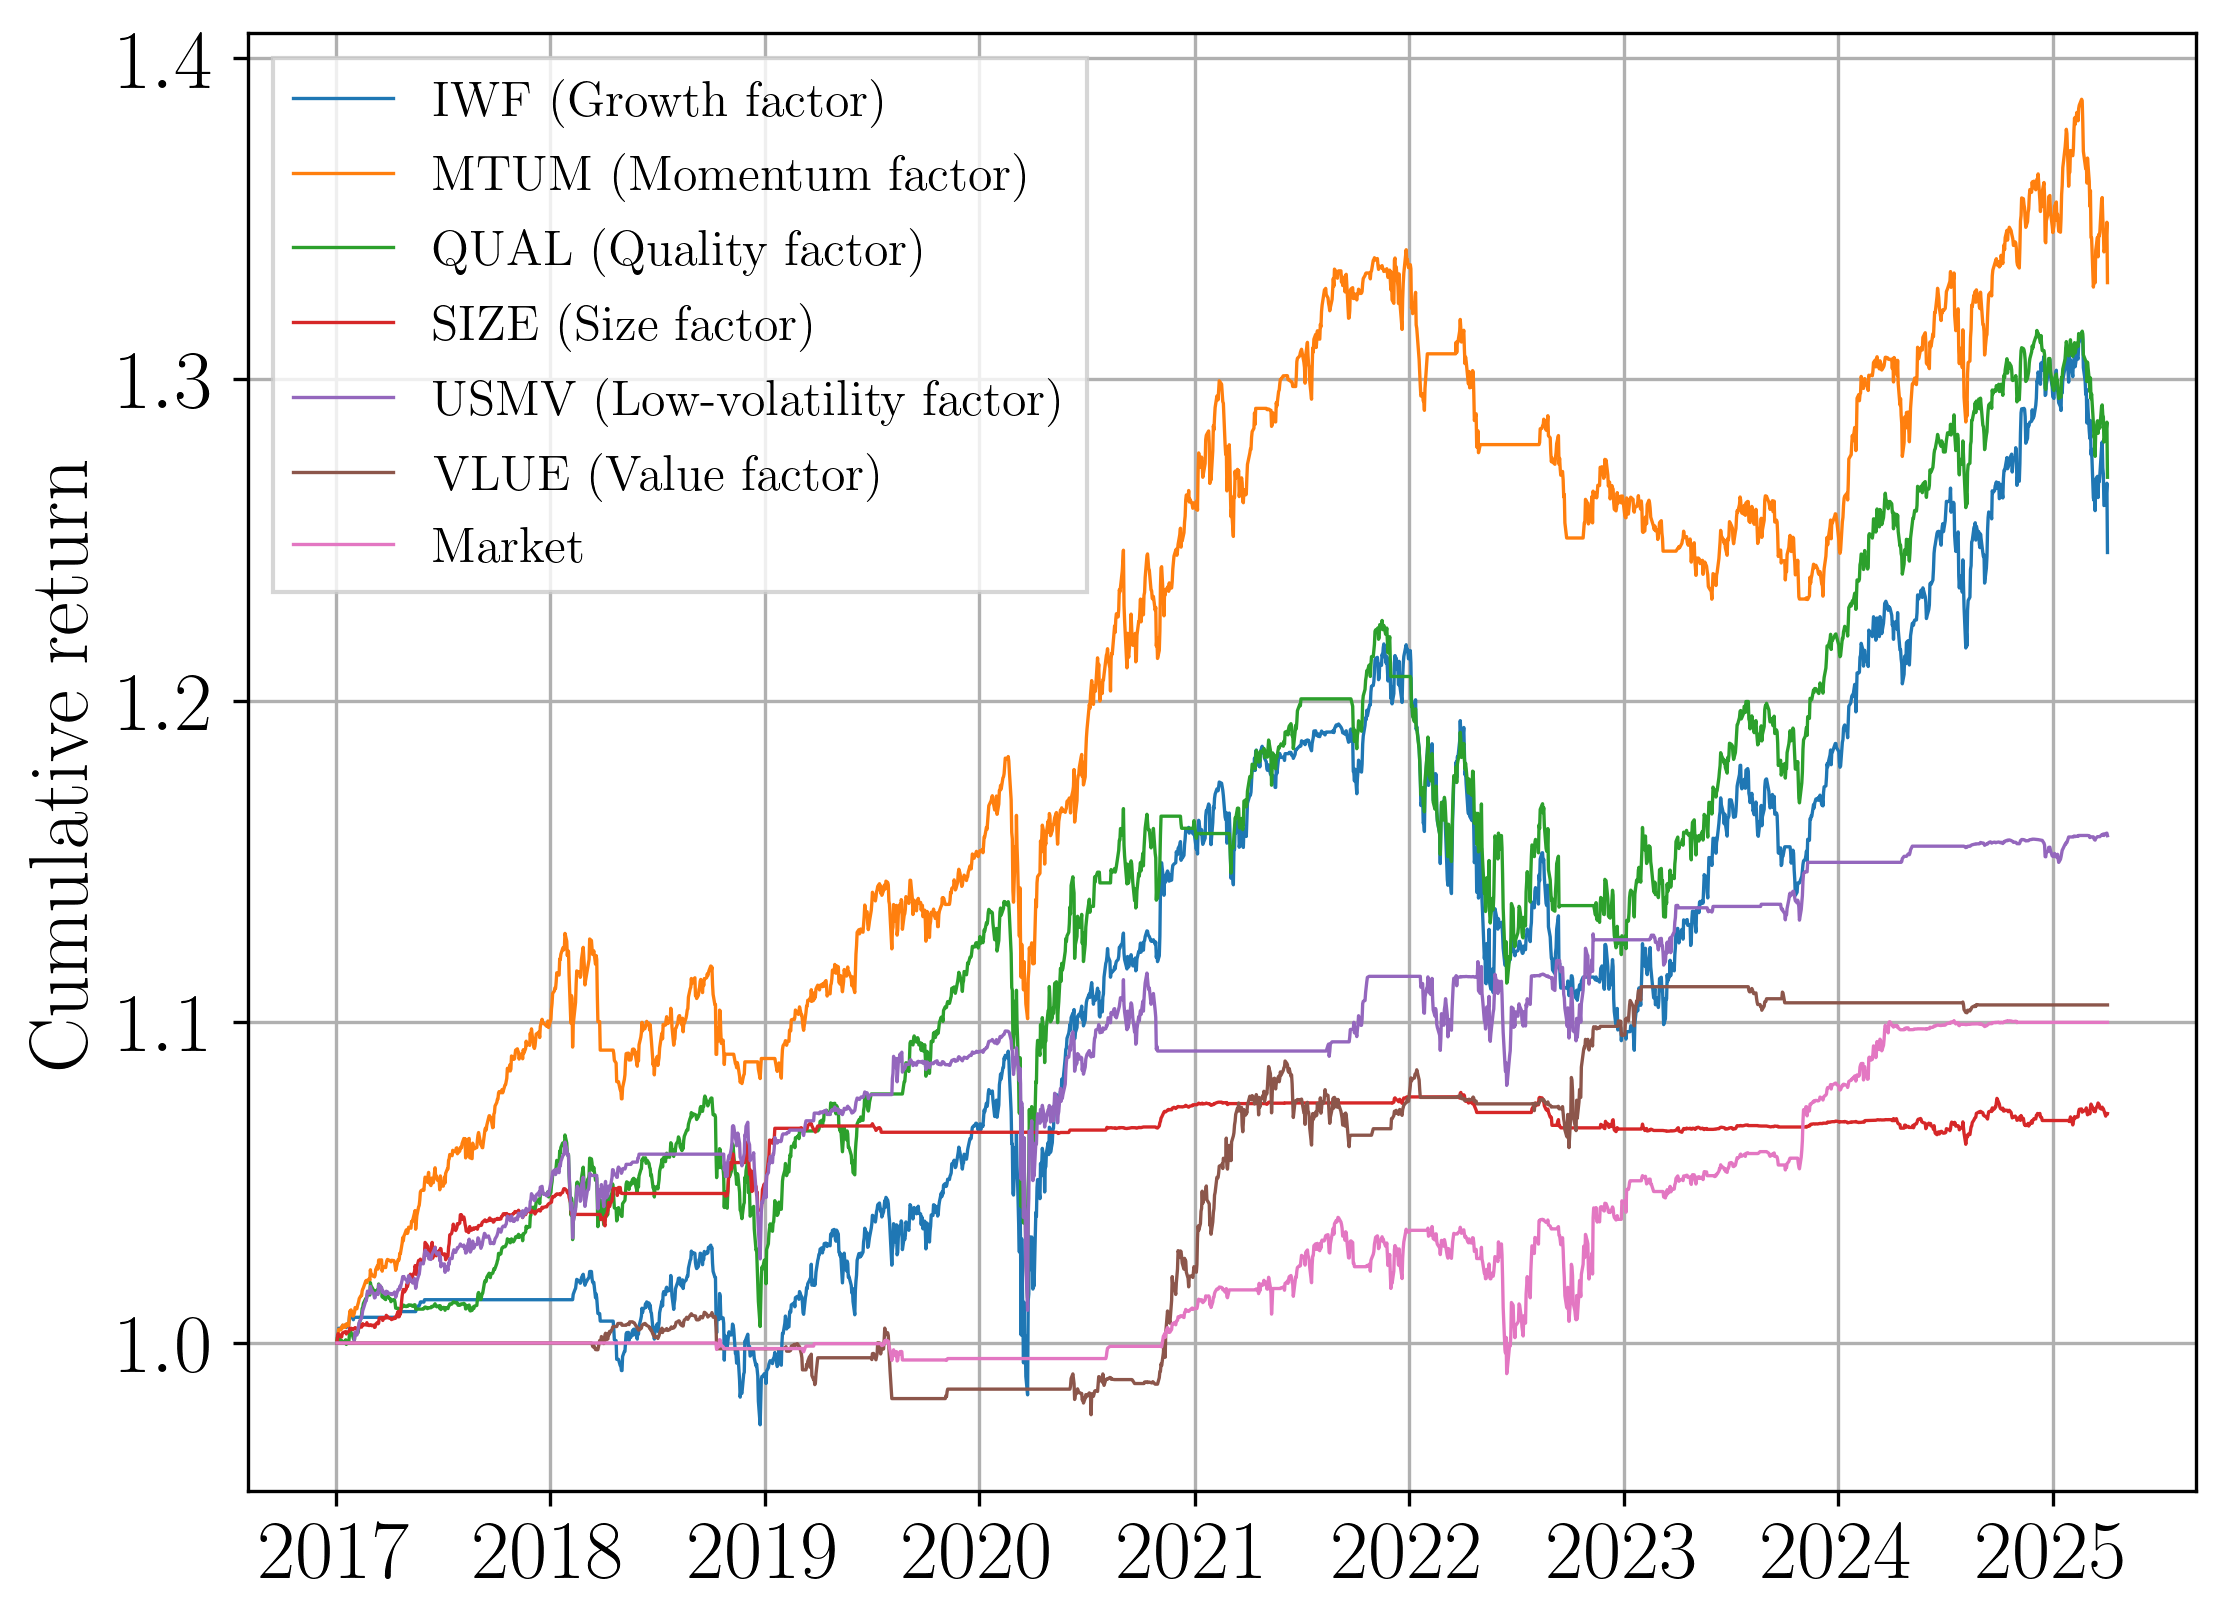 1.4
1.3
1.2
1.1
1.0
Cumulative return
IWF (Growth factor)
MTUM (Momentum factor)
QUAL (Quality factor)
SIZE (Size factor)
USMV (Low-volatility factor)
VLUE (Value factor)
Market
2017 2018 2019 2020 2021 2022 2023 2024 2025